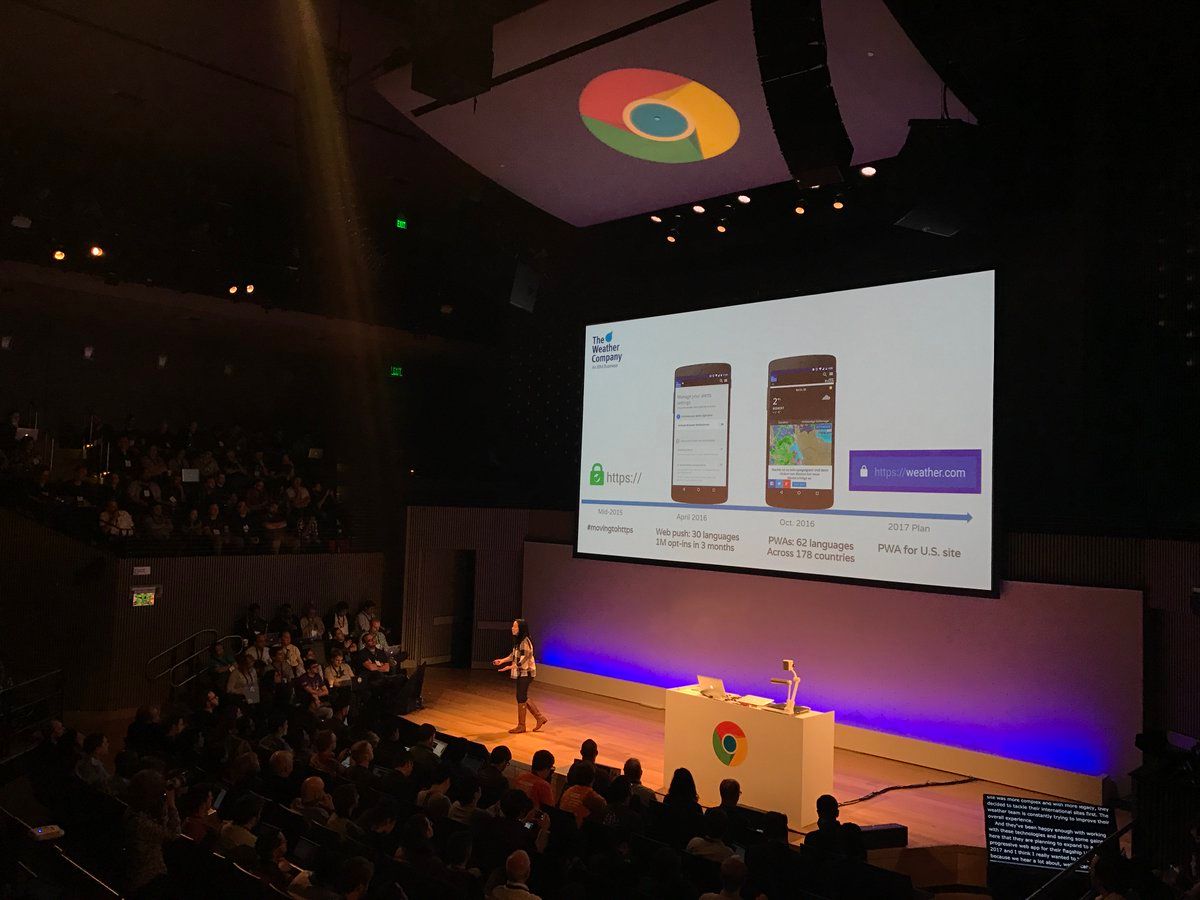 EXIT
EXIT
The
Weather
Company
An IBM Business
https://
Manage your alerts
settings
2°
https://weather.com
Mid-2015
April 2016
Oct. 2016
2017 Plan
#movingtohttps
Web push: 30 languages
1M opt-ins in 3 months
PWAs: 62 languages
Across 178 countries
PWA for U.S. site
site was more complex and with more legacy, they
decided to tackle their international sites first. The
weather team is constantly trying to improve their
overall experience.
And they've been happy enough with working
with these technologies and seeing some gains
here that they are planning to expand to a
progressive web app for their flagship
2017 and I think I really wanted to
because we hear a lot about,